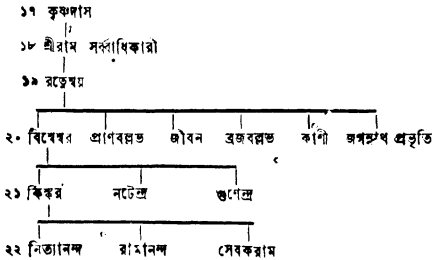 ১৭ কৃষ্ণদাস
১৮ শ্রীরাম সর্ব্বাধিকারী
১৯ রত্নেশ্বর
২০ বিশ্বেশ্বর প্রাণবল্লভ জীবন ব্রজবল্লভ কাশী জগন্নাথ প্রভৃতি
২১ কিঙ্কর নটেন্দ্র গুণেন্দ্র
২২ নিত্যানন্দ রামানন্দ সেবকরাম